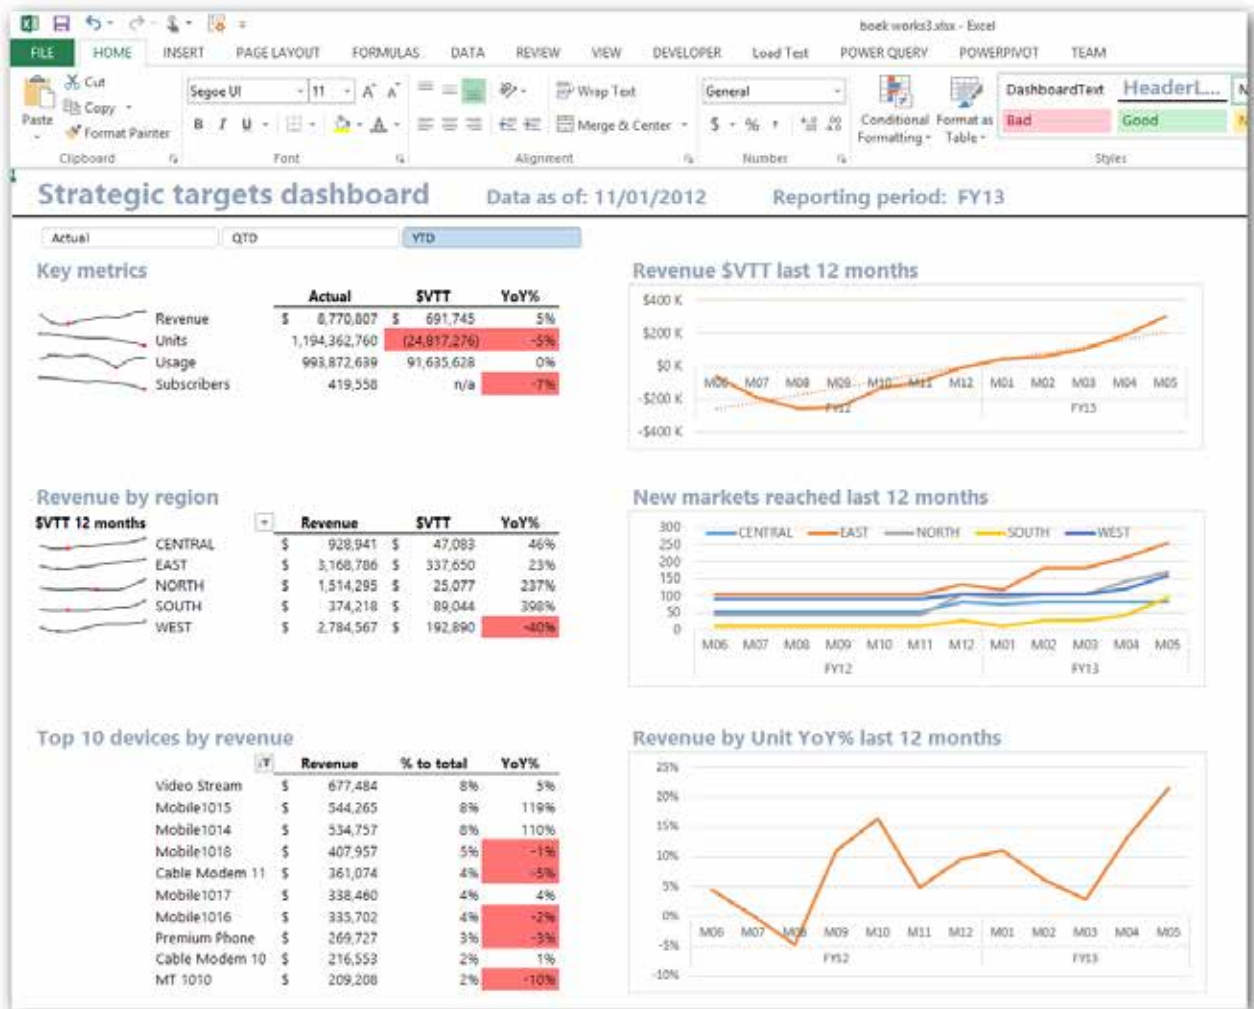 boek works3.xlsx - Excel
FILE HOME INSERT PAGE LAYOUT FORMULAS DATA REVIEW VIEW DEVELOPER Load Test POWER QUERY POWERPIVOT TEAM
Cut
Copy
Format Painter
Paste
Clipboard
Segoe UI 11
B I U
Font
Wrap Text
Merge & Center
Alignment
General
$ % ,
Number
Conditional Formatting
Format as Table
DashboardText HeaderL... N
Bad Good N
Styles
Strategic targets dashboard Data as of: 11/01/2012 Reporting period: FY13
Actual QTD YTD
Key metrics
Actual $VTT YoY%
Revenue $ 8,770,807 $ 691,745 5%
Units 1,194,362,760 (24,817,276) -5%
Usage 993,872,639 91,635,628 0%
Subscribers 419,558 n/a -7%
Revenue $VTT last 12 months
$400 K
$200 K
$0 K
-$200 K
-$400 K
M06 M07 M08 M09 M10 M11 M12 M01 M02 M03 M04 M05
FY12 FY13
Revenue by region
$VTT 12 months Revenue $VTT YoY%
CENTRAL $ 928,941 $ 47,083 46%
EAST $ 3,168,786 $ 337,650 23%
NORTH $ 1,514,295 $ 25,077 237%
SOUTH $ 374,218 $ 89,044 398%
WEST $ 2,784,567 $ 192,890 -40%
New markets reached last 12 months
CENTRAL EAST NORTH SOUTH WEST
300
250
200
150
100
50
0
M06 M07 M08 M09 M10 M11 M12 M01 M02 M03 M04 M05
FY12 FY13
Top 10 devices by revenue
Revenue % to total YoY%
Video Stream $ 677,484 8% 5%
Mobile1015 $ 544,265 8% 119%
Mobile1014 $ 534,757 8% 110%
Mobile1018 $ 407,957 5% -1%
Cable Modem 11 $ 361,074 4% -5%
Mobile1017 $ 338,460 4% 4%
Mobile1016 $ 335,702 4% -2%
Premium Phone $ 269,727 3% -3%
Cable Modem 10 $ 216,553 2% 1%
MT 1010 $ 209,208 2% -10%
Revenue by Unit YoY% last 12 months
25%
20%
15%
10%
5%
0%
-5%
-10%
M06 M07 M08 M09 M10 M11 M12 M01 M02 M03 M04 M05
FY12 FY13